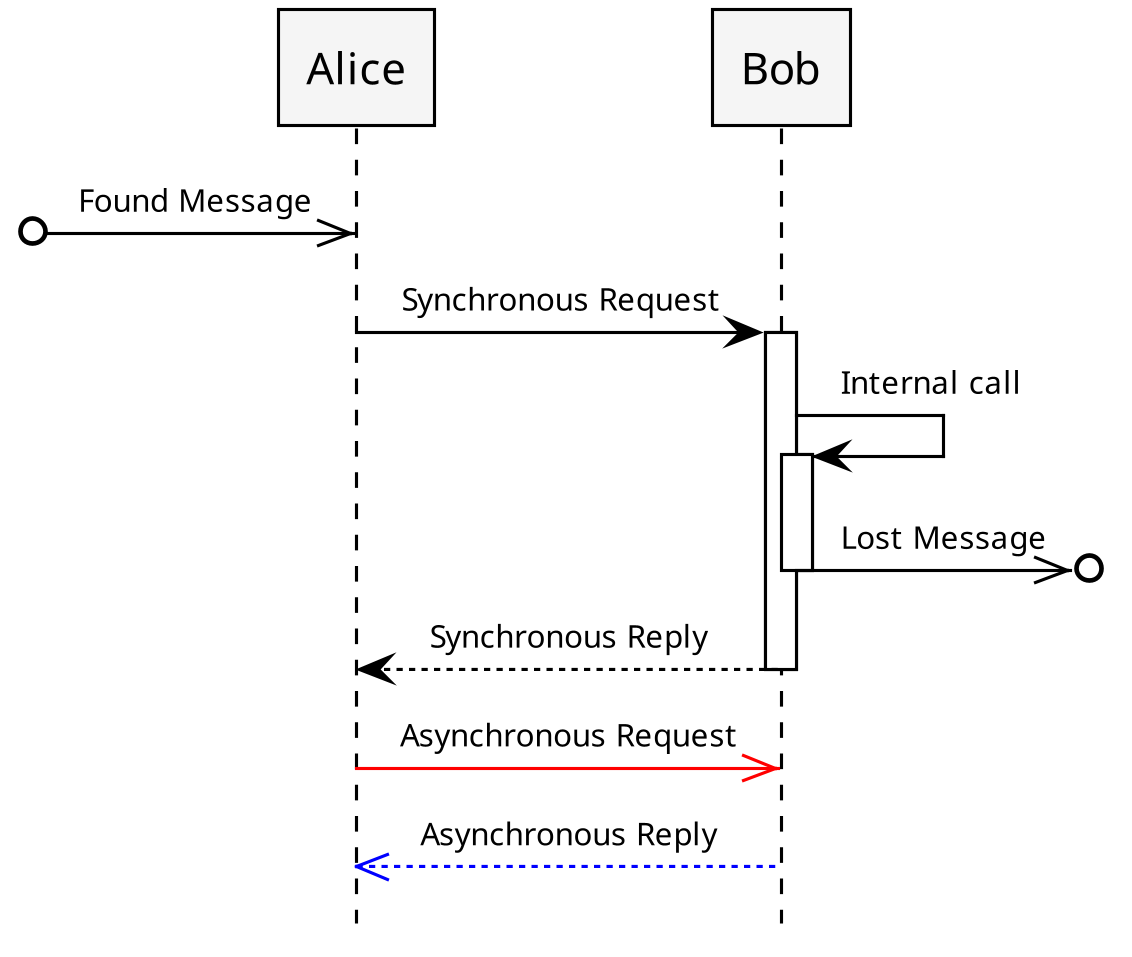 Alice
Bob
Found Message
Synchronous Request
Internal call
Lost Message
Synchronous Reply
Asynchronous Request
Asynchronous Reply